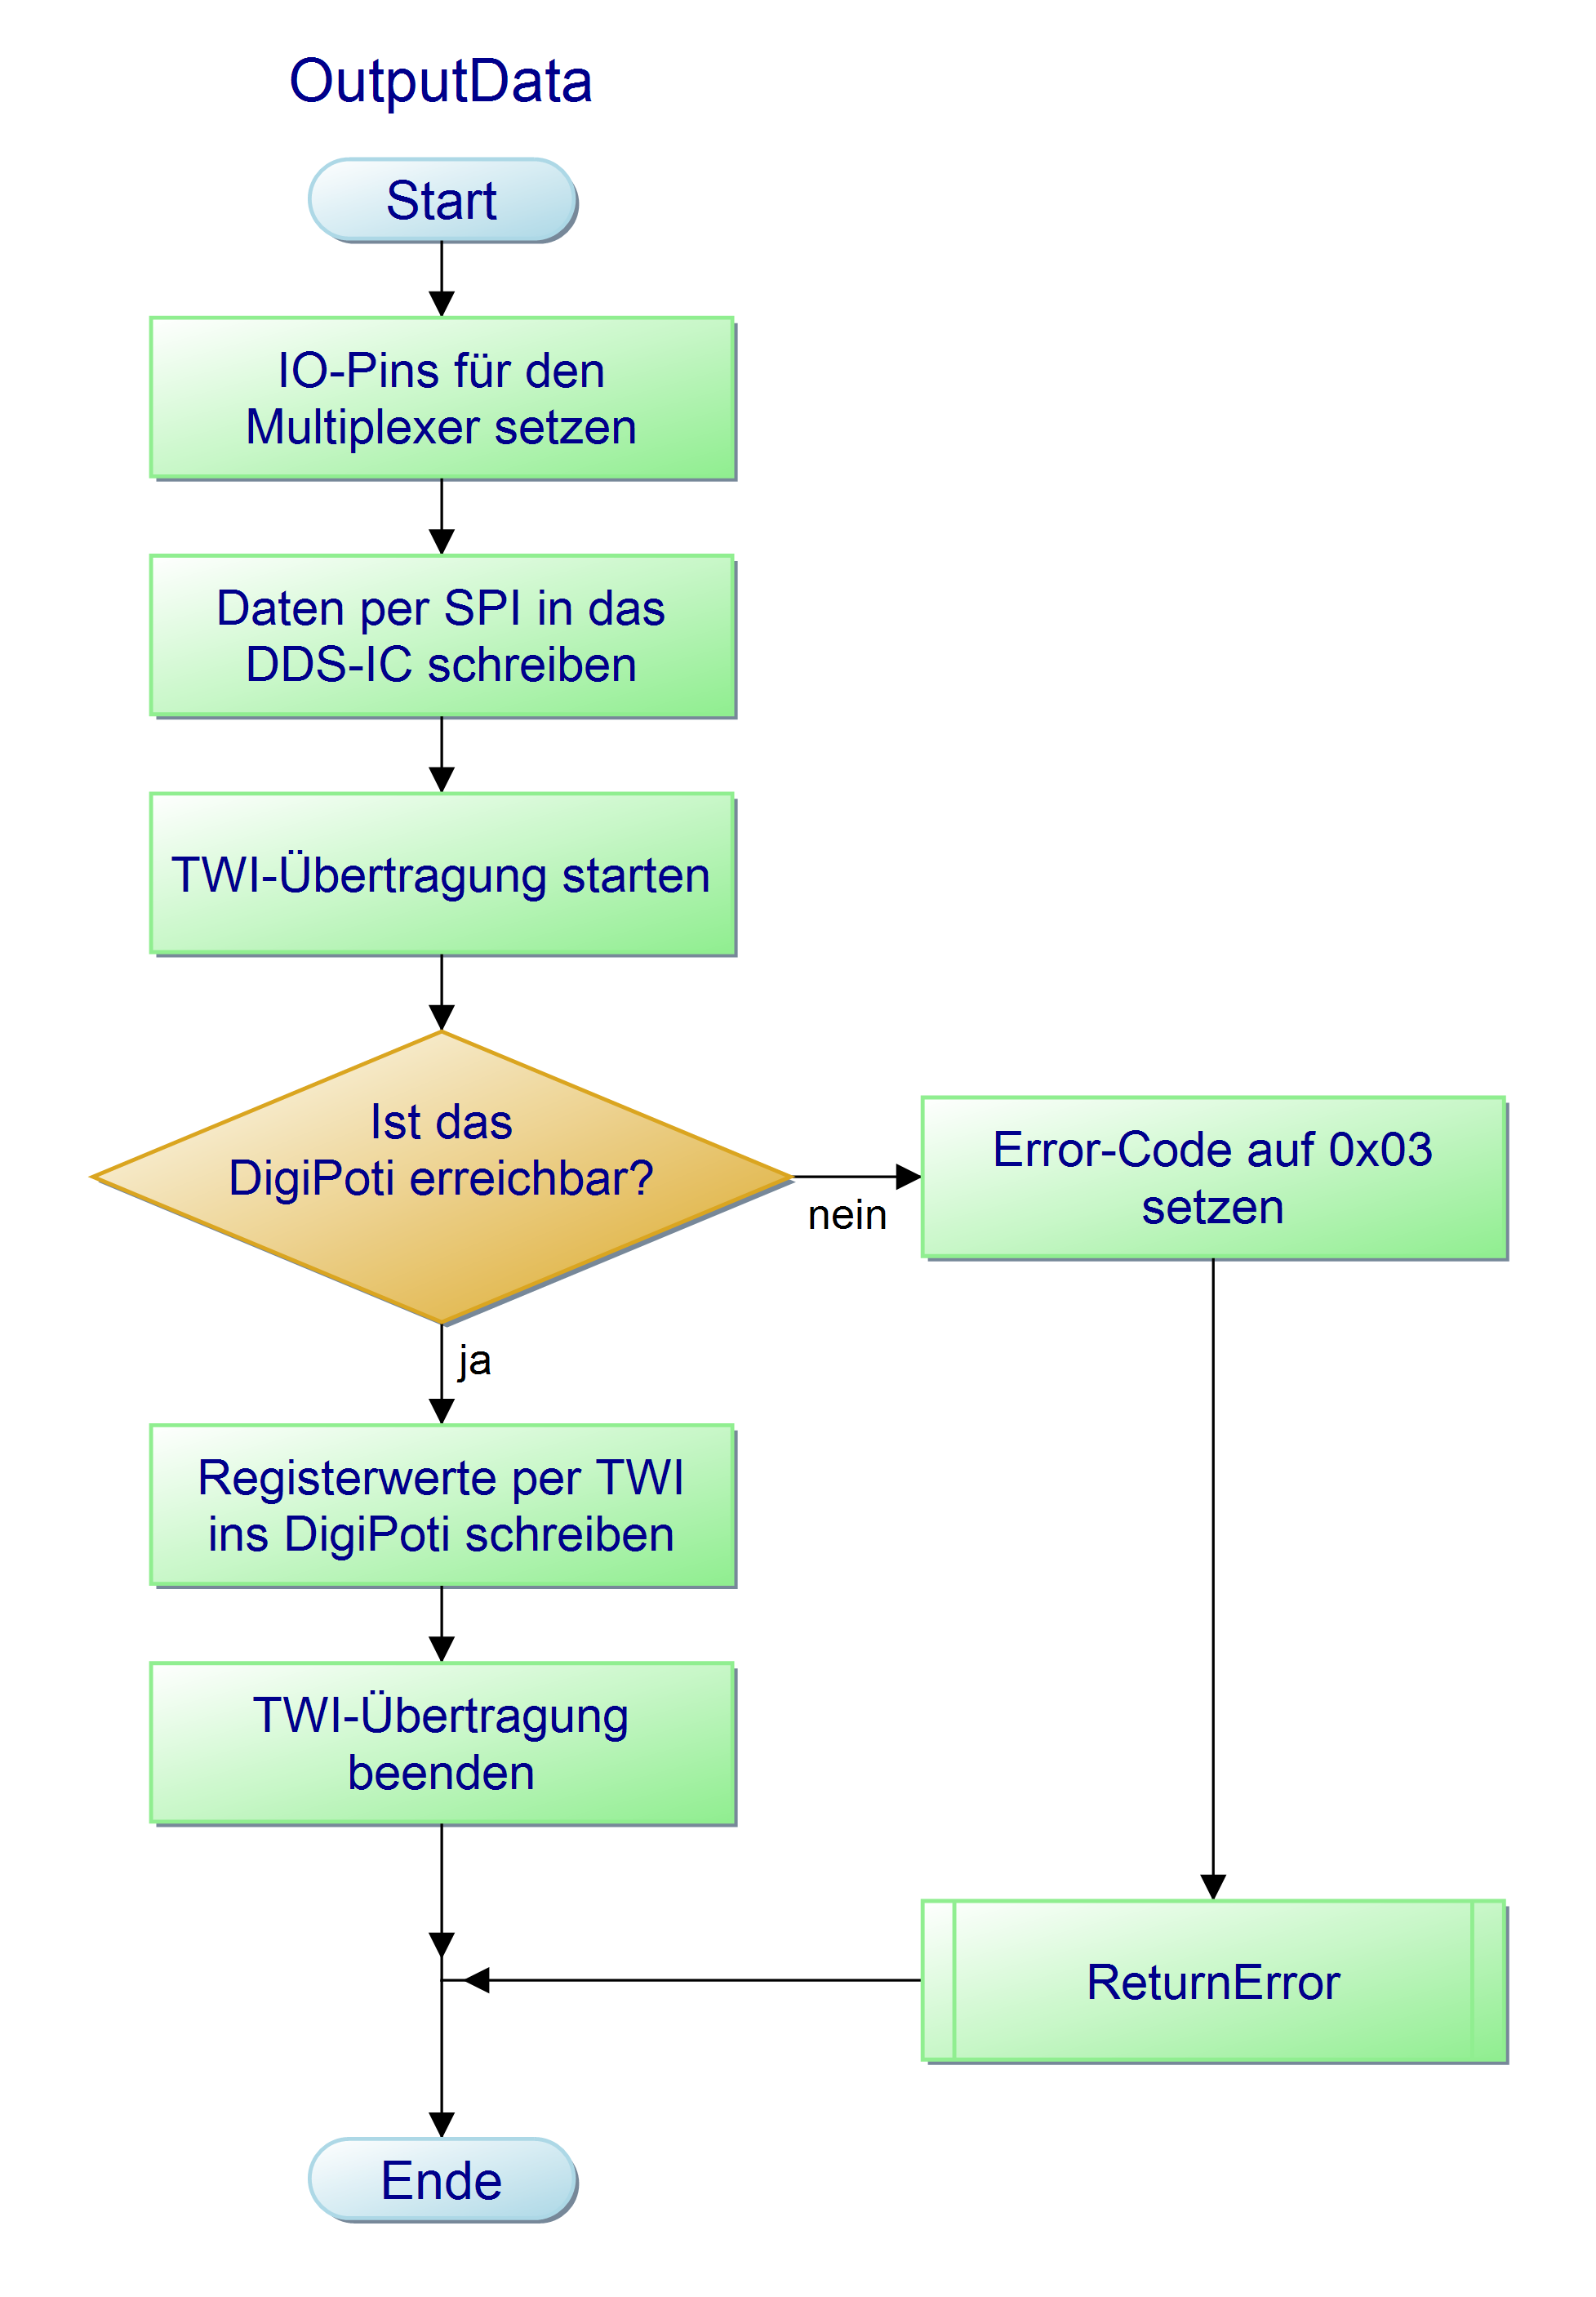 OutputData
Start
IO-Pins für den
Multiplexer setzen
Daten per SPI in das
DDS-IC schreiben
TWI-Übertragung starten
Ist das
DigiPoti erreichbar?
nein
Error-Code auf 0x03
setzen
ja
Registerwerte per TWI
ins DigiPoti schreiben
TWI-Übertragung
beenden
ReturnError
Ende